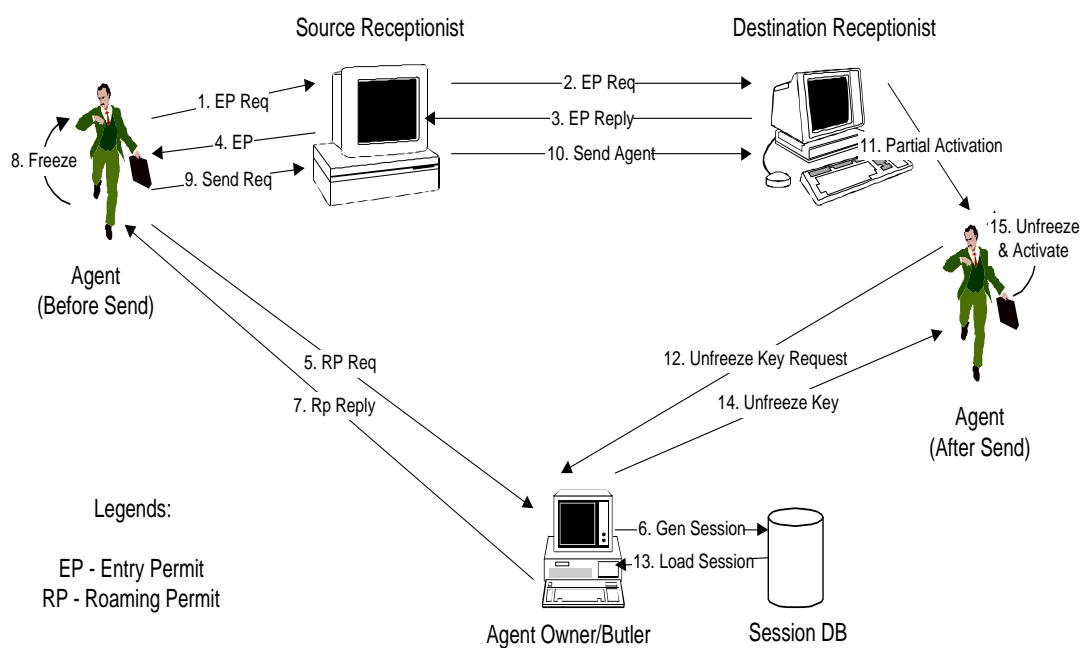 Source Receptionist
Destination Receptionist
1. EP Req
2. EP Req
3. EP Reply
4. EP
8. Freeze
9. Send Req
10. Send Agent
11. Partial Activation
15. Unfreeze
& Activate
Agent
(Before Send)
5. RP Req
7. Rp Reply
12. Unfreeze Key Request
14. Unfreeze Key
Agent
(After Send)
Legends:
EP - Entry Permit
RP - Roaming Permit
6. Gen Session
13. Load Session
Agent Owner/Butler
Session DB